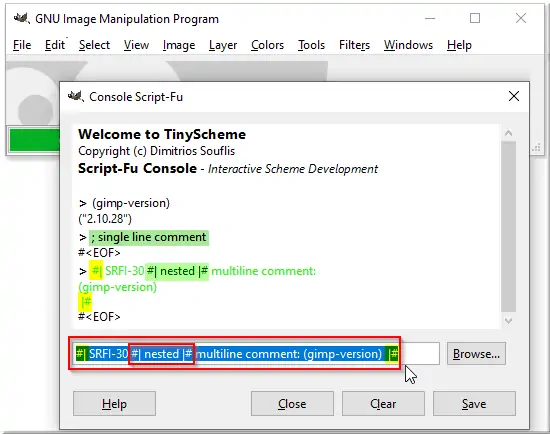 GNU Image Manipulation Program
File Edit Select View Image Layer Colors Tools Filters Windows Help
Console Script-Fu
Welcome to TinyScheme
Copyright (c) Dimitrios Souflis
Script-Fu Console - Interactive Scheme Development
> (gimp-version)
("2.10.28")
> ; single line comment
#<EOF>
> #| SRFI-30 #| nested |# multiline comment:
(gimp-version)
|#
#<EOF>
#| SRFI-30 #| nested |# multiline comment: (gimp-version) |#
Browse...
Help Close Clear Save